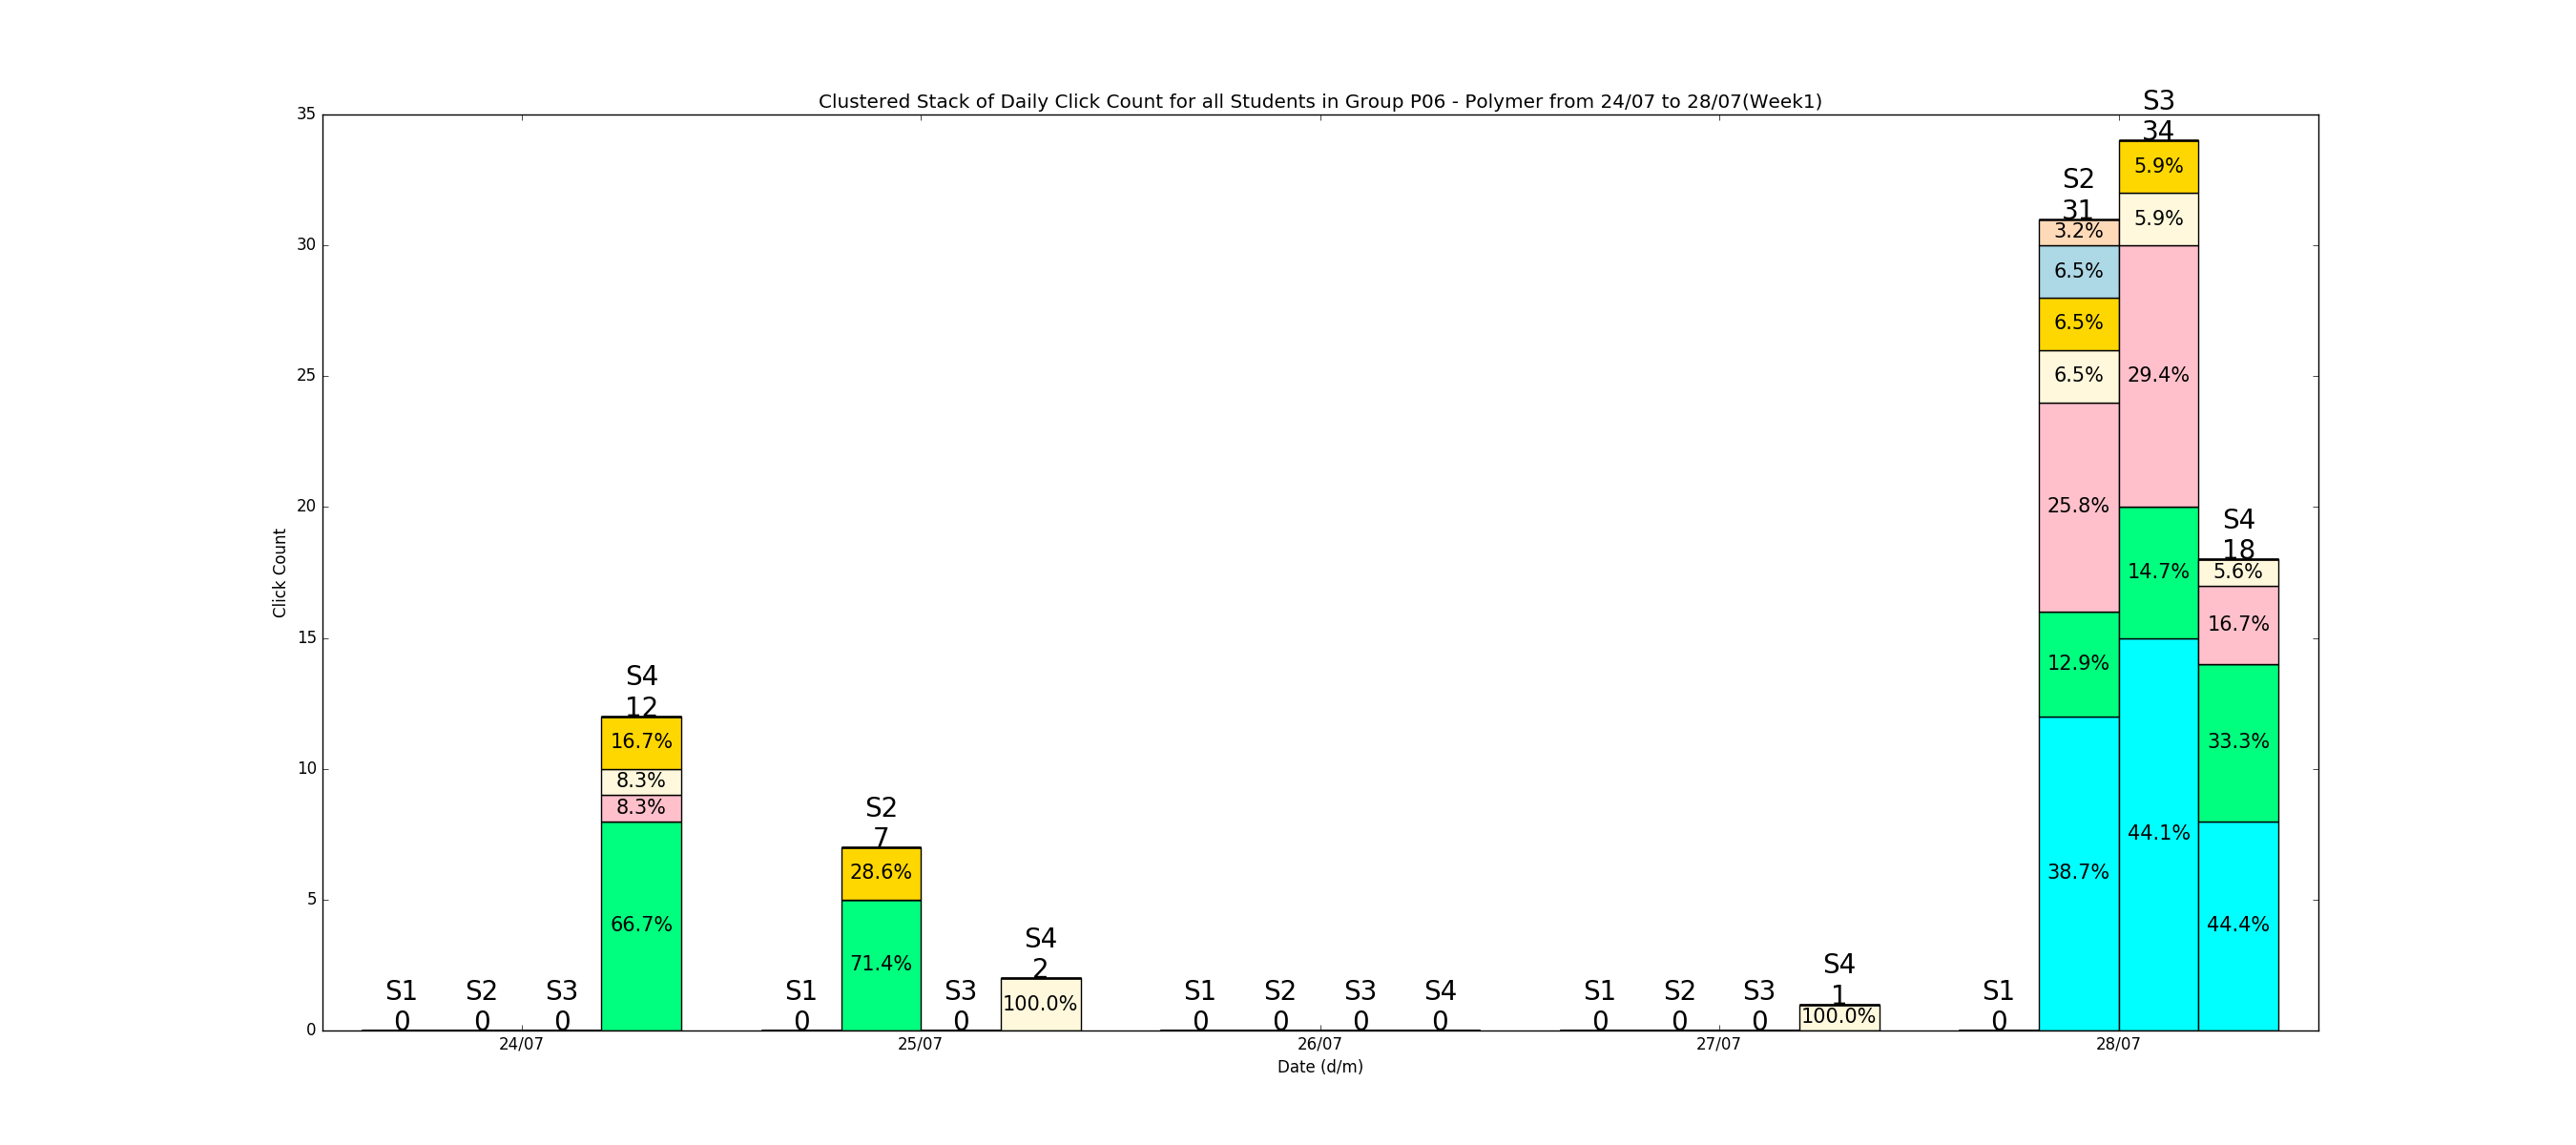 Clustered Stack of Daily Click Count for all Students in Group P06 - Polymer from 24/07 to 28/07(Week1)
Click Count
35
30
25
20
15
10
5
0
S1
0
S2
0
S3
0
S4
12
16.7%
8.3%
8.3%
66.7%
S1
0
S2
7
28.6%
71.4%
S3
0
S4
2
100.0%
S1
0
S2
0
S3
0
S4
0
S1
0
S2
0
S3
0
S4
1
100.0%
S1
0
S2
31
3.2%
6.5%
6.5%
6.5%
25.8%
12.9%
38.7%
S3
34
5.9%
5.9%
29.4%
14.7%
44.1%
S4
18
5.6%
16.7%
33.3%
44.4%
24/07
25/07
26/07
27/07
28/07
Date (d/m)